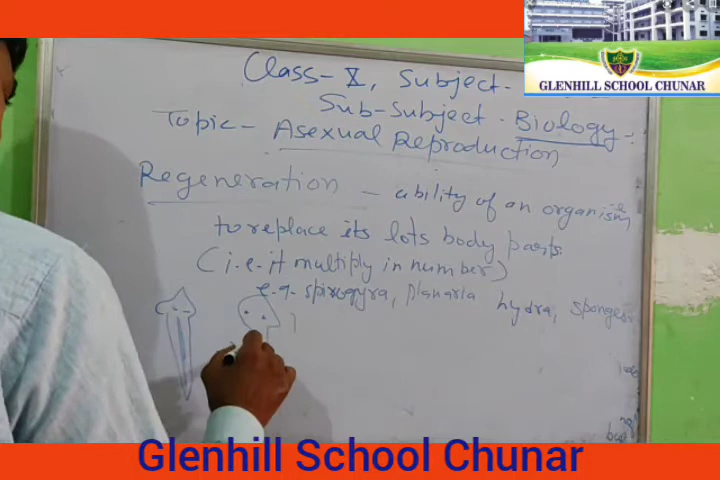 GLENHILL SCHOOL CHUNAR
Class-X, Subject-
Sub-Subject. Biology.
Topic- Asexual Reproduction
Regeneration - ability of an organism
to replace its lots body parts.
(i.e. it multiply in number)
e.g. spirogyra, planaria hydra, sponges
Glenhill School Chunar